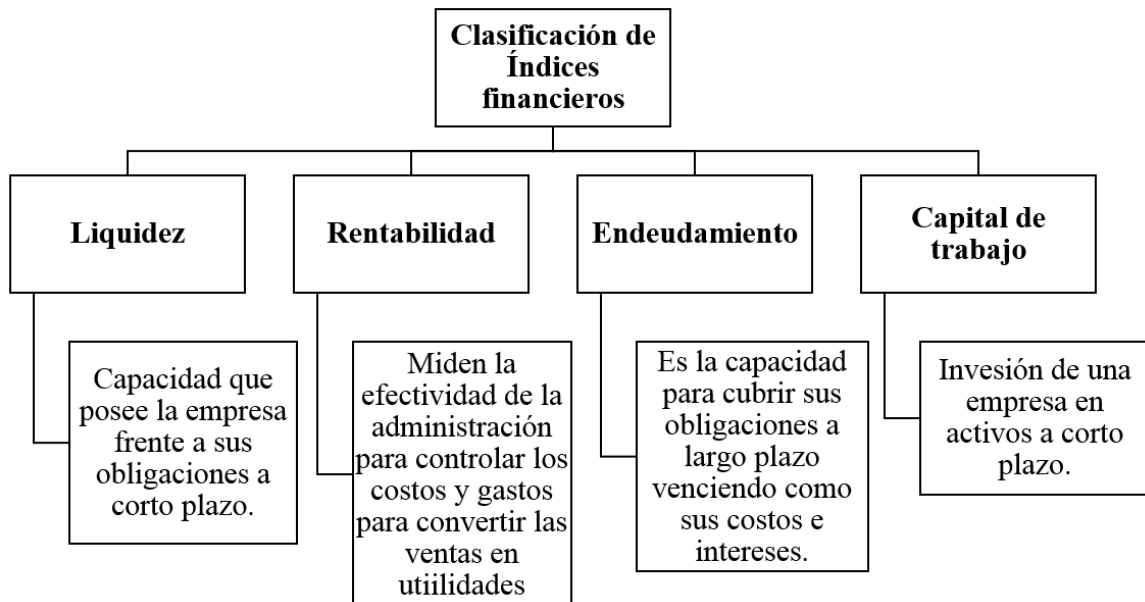 Clasificación de
Índices
financieros
Liquidez
Rentabilidad
Endeudamiento
Capital de
trabajo
Capacidad que
posee la empresa
frente a sus
obligaciones a
corto plazo.
Miden la
efectividad de la
administración
para controlar los
costos y gastos
para convertir las
ventas en
utiilidades
Es la capacidad
para cubrir sus
obligaciones a
largo plazo
venciendo como
sus costos e
intereses.
Invesión de una
empresa en
activos a corto
plazo.